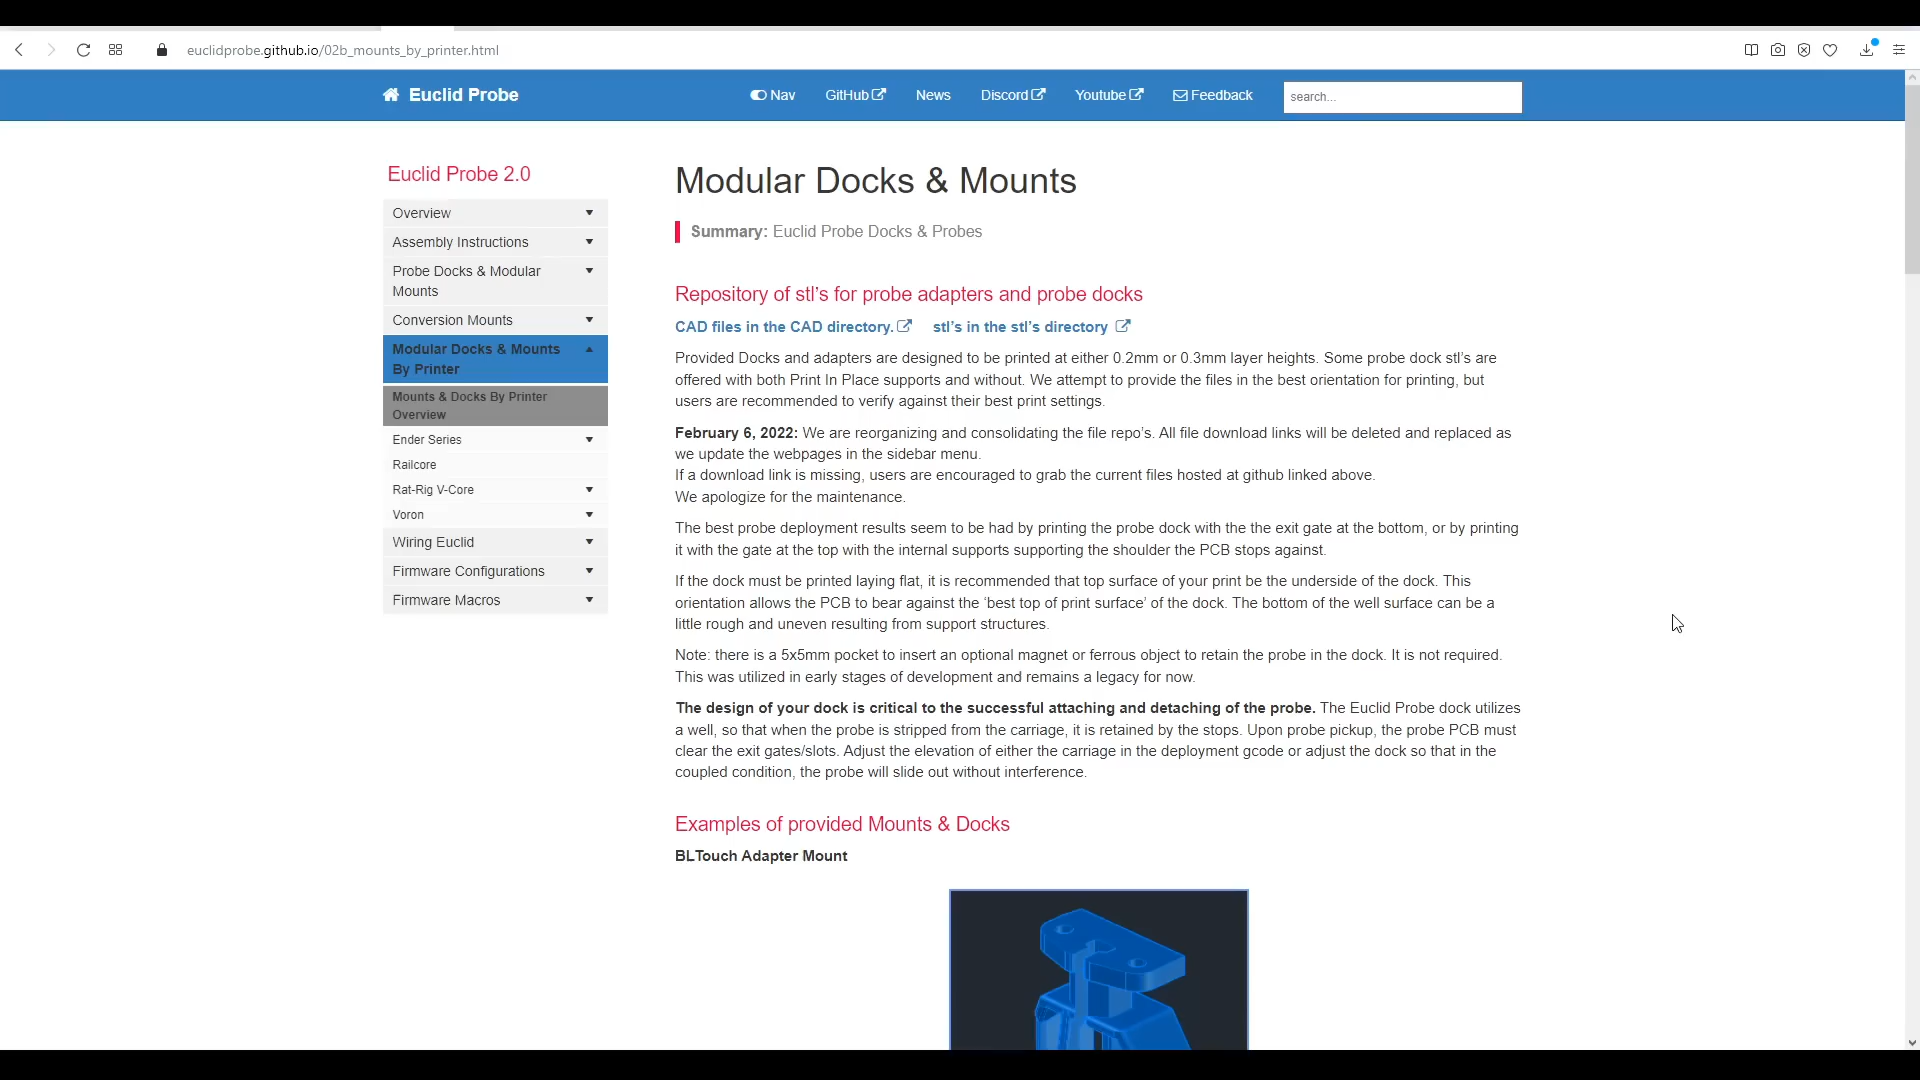 euclidprobe.github.io/02b_mounts_by_printer.html
Euclid Probe
Nav
GitHub
News
Discord
Youtube
Feedback
search...
Euclid Probe 2.0
Overview
Assembly Instructions
Probe Docks & Modular
Mounts
Conversion Mounts
Modular Docks & Mounts
By Printer
Mounts & Docks By Printer
Overview
Ender Series
Railcore
Rat-Rig V-Core
Voron
Wiring Euclid
Firmware Configurations
Firmware Macros
Modular Docks & Mounts
Summary: Euclid Probe Docks & Probes
Repository of stl’s for probe adapters and probe docks
CAD files in the CAD directory. stl’s in the stl’s directory
Provided Docks and adapters are designed to be printed at either 0.2mm or 0.3mm layer heights. Some probe dock stl’s are
offered with both Print In Place supports and without. We attempt to provide the files in the best orientation for printing, but
users are recommended to verify against their best print settings.
February 6, 2022: We are reorganizing and consolidating the file repo’s. All file download links will be deleted and replaced as
we update the webpages in the sidebar menu.
If a download link is missing, users are encouraged to grab the current files hosted at github linked above.
We apologize for the maintenance.
The best probe deployment results seem to be had by printing the probe dock with the the exit gate at the bottom, or by printing
it with the gate at the top with the internal supports supporting the shoulder the PCB stops against.
If the dock must be printed laying flat, it is recommended that top surface of your print be the underside of the dock. This
orientation allows the PCB to bear against the ‘best top of print surface’ of the dock. The bottom of the well surface can be a
little rough and uneven resulting from support structures.
Note: there is a 5x5mm pocket to insert an optional magnet or ferrous object to retain the probe in the dock. It is not required.
This was utilized in early stages of development and remains a legacy for now.
The design of your dock is critical to the successful attaching and detaching of the probe. The Euclid Probe dock utilizes
a well, so that when the probe is stripped from the carriage, it is retained by the stops. Upon probe pickup, the probe PCB must
clear the exit gates/slots. Adjust the elevation of either the carriage in the deployment gcode or adjust the dock so that in the
coupled condition, the probe will slide out without interference.
Examples of provided Mounts & Docks
BLTouch Adapter Mount